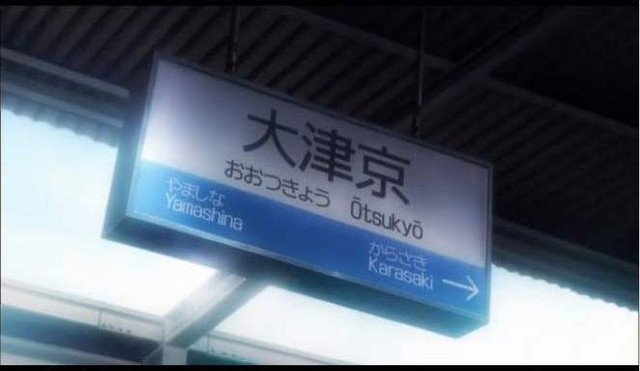 大津京
おおつきよう Ōtsukyō
やましな
Yamashina
からさき
Karasaki →